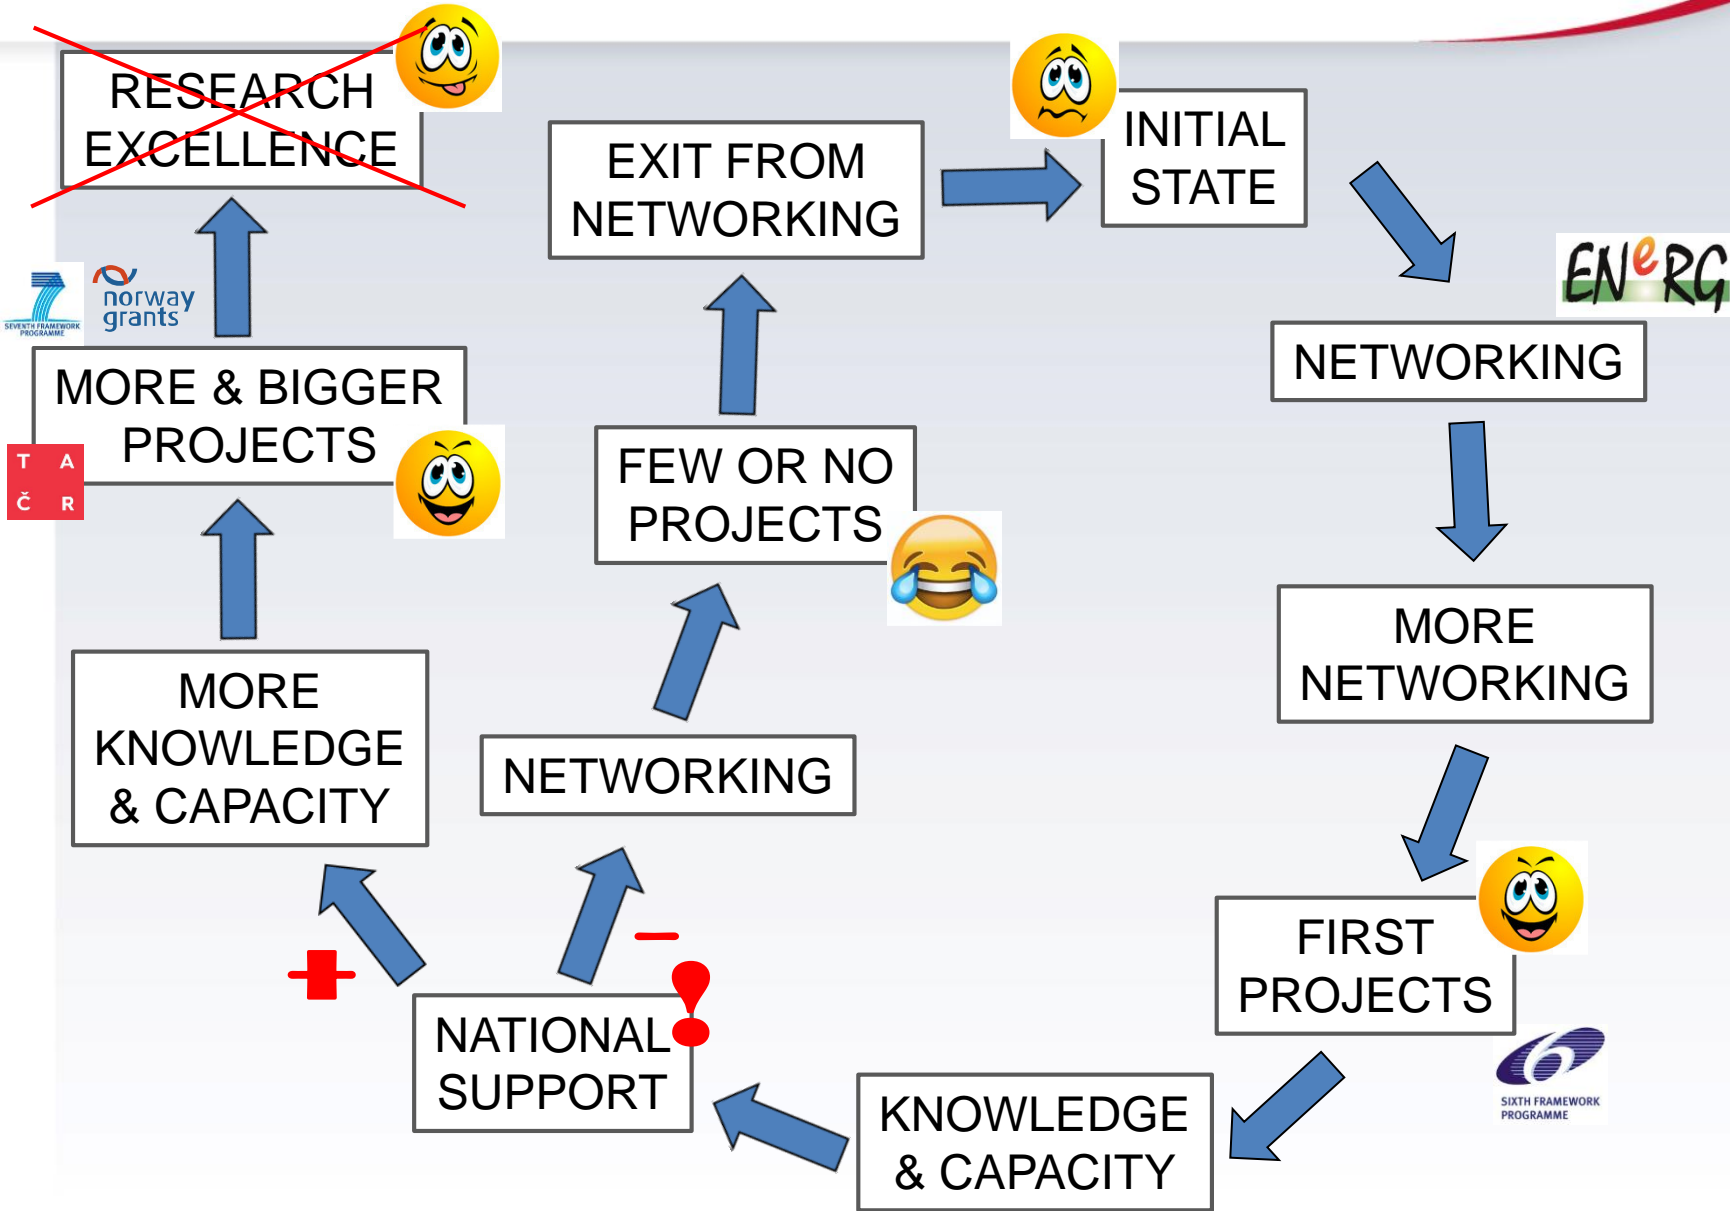 RESEARCH
EXCELLENCE
EXIT FROM
NETWORKING
INITIAL
STATE
ENeRG
SEVENTH FRAMEWORK
PROGRAMME
norway
grants
NETWORKING
MORE & BIGGER
PROJECTS
T A
Č R
FEW OR NO
PROJECTS
MORE
NETWORKING
MORE
KNOWLEDGE
& CAPACITY
NETWORKING
FIRST
PROJECTS
+
–
!
NATIONAL
SUPPORT
6
SIXTH FRAMEWORK
PROGRAMME
KNOWLEDGE
& CAPACITY